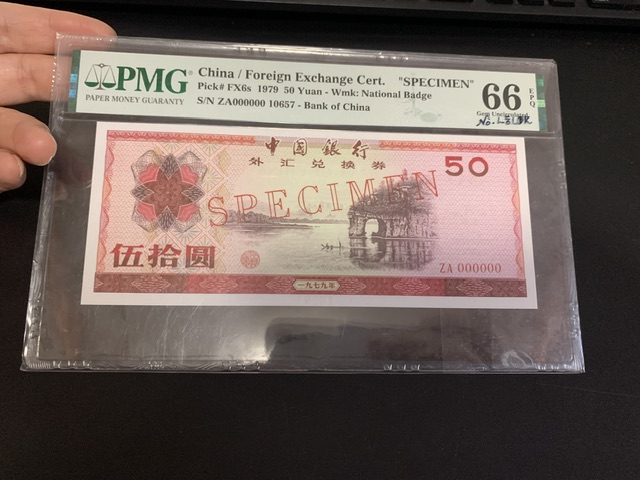 PMG
PAPER MONEY GUARANTY
China / Foreign Exchange Cert. "SPECIMEN"
Pick# FX6s 1979 50 Yuan - Wmk: National Badge
S/N ZA000000 10657 - Bank of China
66 EPQ
Gem Uncirculated
中国银行
外汇兑换券
50
SPECIMEN
伍拾圆
ZA 000000
一九七九年